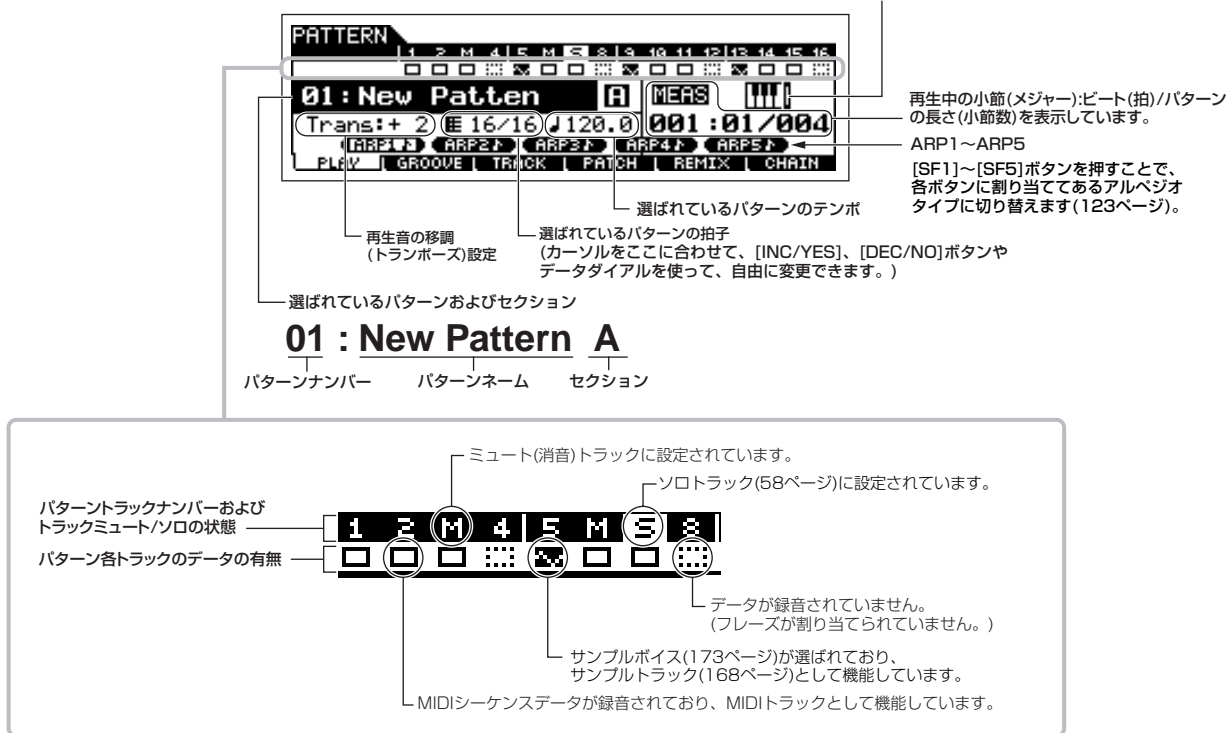 PATTERN
1 2 M 4 5 M S 8 9 10 11 12 13 14 15 16
01:New Patten A MEAS
Trans:+ 2 16/16 ♩120.0 001:01/004
ARP1♪ ARP2♪ ARP3♪ ARP4♪ ARP5♪
PLAY GROOVE TRACK PATCH REMIX CHAIN
再生中の小節(メジャー):ビート(拍)/パターン
の長さ(小節数)を表示しています。
ARP1〜ARP5
[SF1]〜[SF5]ボタンを押すことで、
各ボタンに割り当ててあるアルペジオ
タイプに切り替えます(123ページ)。
選ばれているパターンのテンポ
再生音の移調
(トランポーズ)設定
選ばれているパターンの拍子
(カーソルをここに合わせて、[INC/YES]、[DEC/NO]ボタンや
データダイアルを使って、自由に変更できます。)
選ばれているパターンおよびセクション
01 : New Pattern A
パターンナンバー パターンネーム セクション
ミュート(消音)トラックに設定されています。
ソロトラック(58ページ)に設定されています。
パターントラックナンバーおよび
トラックミュート/ソロの状態
1 2 M 4 5 M S 8
パターン各トラックのデータの有無
データが録音されていません。
(フレーズが割り当てられていません。)
サンプルボイス(173ページ)が選ばれており、
サンプルトラック(168ページ)として機能しています。
MIDIシーケンスデータが録音されており、MIDIトラックとして機能しています。